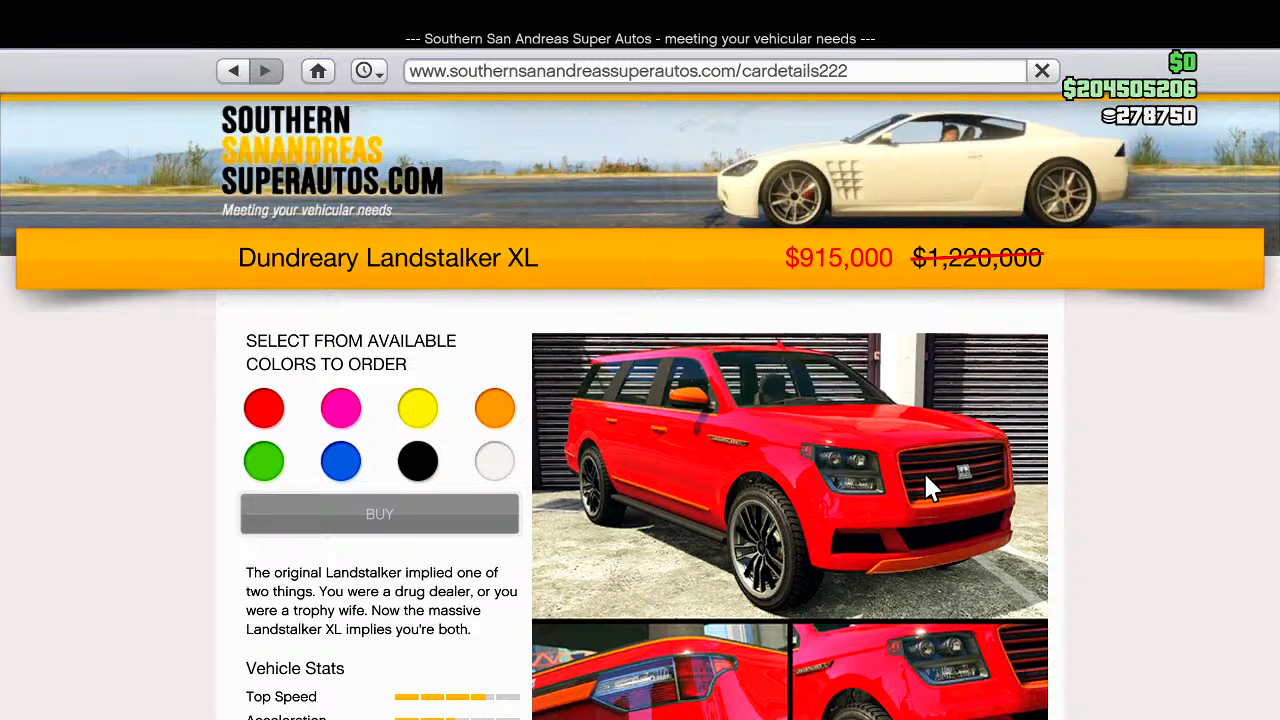 --- Southern San Andreas Super Autos - meeting your vehicular needs ---
www.southernsanandreassuperautos.com/cardetails222
$0
$204505206
278750
SOUTHERN
SANANDREAS
SUPERAUTOS.COM
Meeting your vehicular needs
Dundreary Landstalker XL $915,000 $1,220,000
SELECT FROM AVAILABLE
COLORS TO ORDER
BUY
The original Landstalker implied one of
two things. You were a drug dealer, or you
were a trophy wife. Now the massive
Landstalker XL implies you're both.
Vehicle Stats
Top Speed
Acceleration